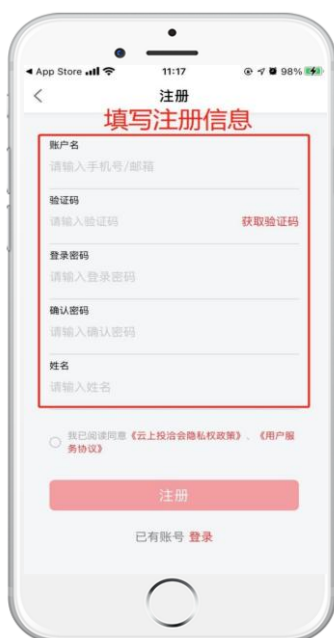 App Store 11:17 98%
注册
填写注册信息
账户名
请输入手机号/邮箱
验证码
请输入验证码 获取验证码
登录密码
请输入登录密码
确认密码
请输入确认密码
姓名
请输入姓名
我已阅读同意《云上投洽会隐私权政策》、《用户服
务协议》
注册
已有账号 登录